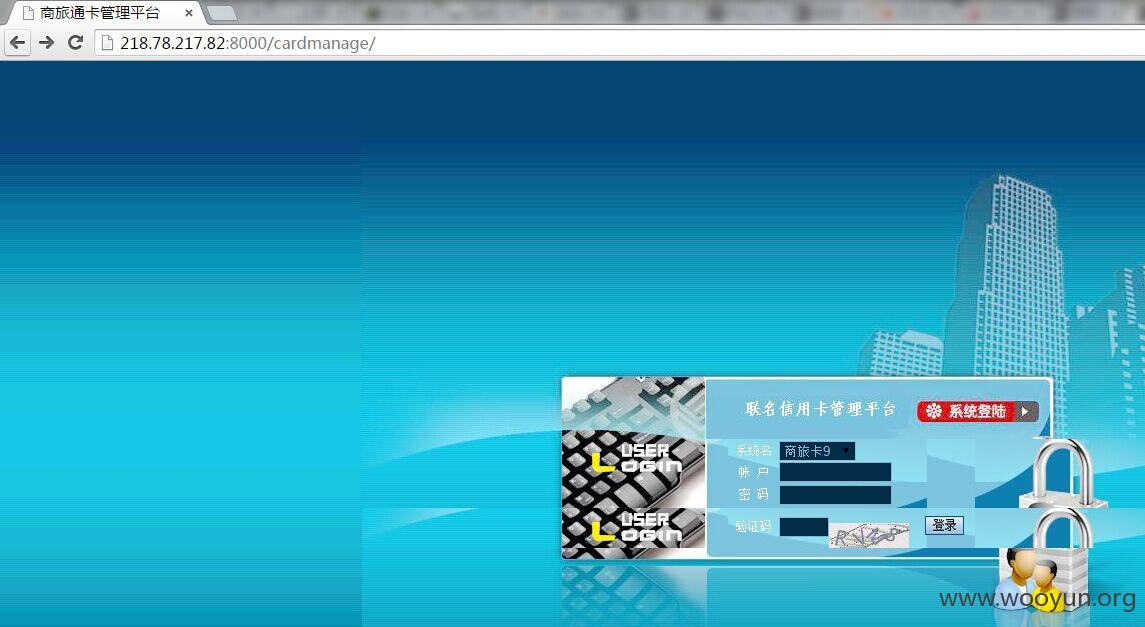 商旅通卡管理平台
218.78.217.82:8000/cardmanage/
联名信用卡管理平台
系统登陆
USER LOGIN
系统名 商旅卡9
帐 户
密 码
USER LOGIN
验证码
登录
www.wooyun.org